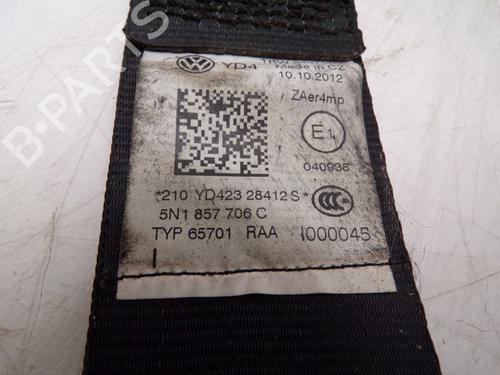 YD4
Made in CZ
10.10.2012
ZAer4mp
E1
040938
*210 YD423 28412 S*
5N1 857 706 C
TYP 65701 RAA I000045
I
B-PARTS